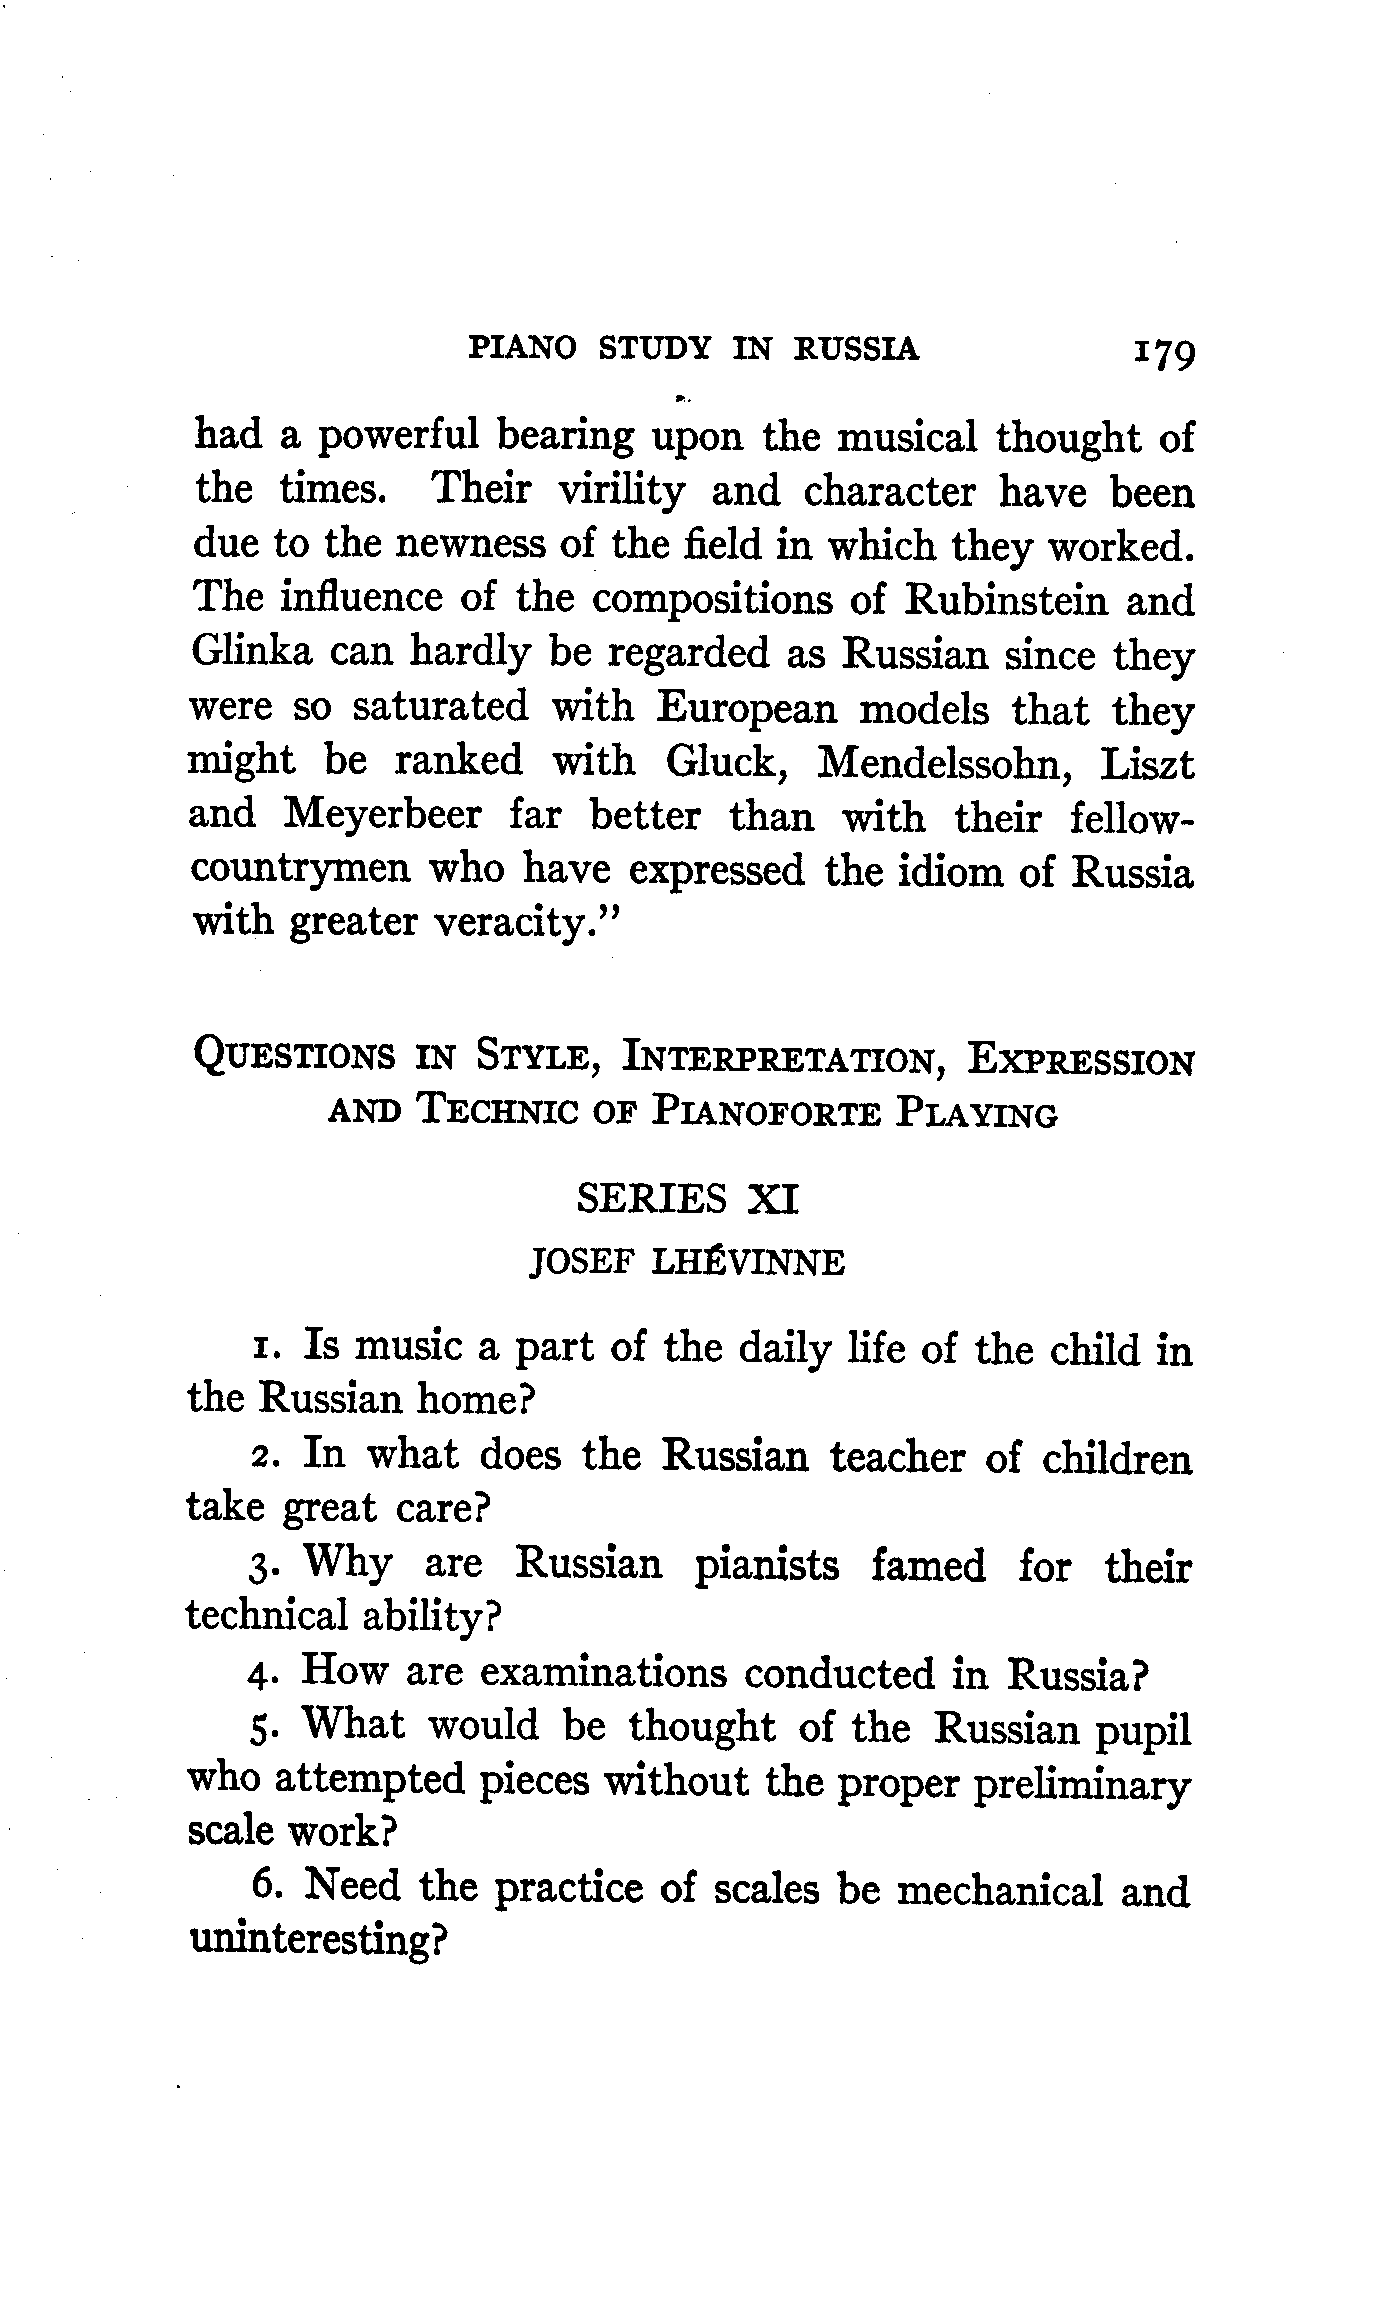 PIANO STUDY IN RUSSIA 179
had a powerful bearing upon the musical thought of
the times. Their virility and character have been
due to the newness of the field in which they worked.
The influence of the compositions of Rubinstein and
Glinka can hardly be regarded as Russian since they
were so saturated with European models that they
might be ranked with Gluck, Mendelssohn, Liszt
and Meyerbeer far better than with their fellow-
countrymen who have expressed the idiom of Russia
with greater veracity.”
QUESTIONS IN STYLE, INTERPRETATION, EXPRESSION
AND TECHNIC OF PIANOFORTE PLAYING
SERIES XI
JOSEF LHÉVINNE
1. Is music a part of the daily life of the child in
the Russian home?
2. In what does the Russian teacher of children
take great care?
3. Why are Russian pianists famed for their
technical ability?
4. How are examinations conducted in Russia?
5. What would be thought of the Russian pupil
who attempted pieces without the proper preliminary
scale work?
6. Need the practice of scales be mechanical and
uninteresting?